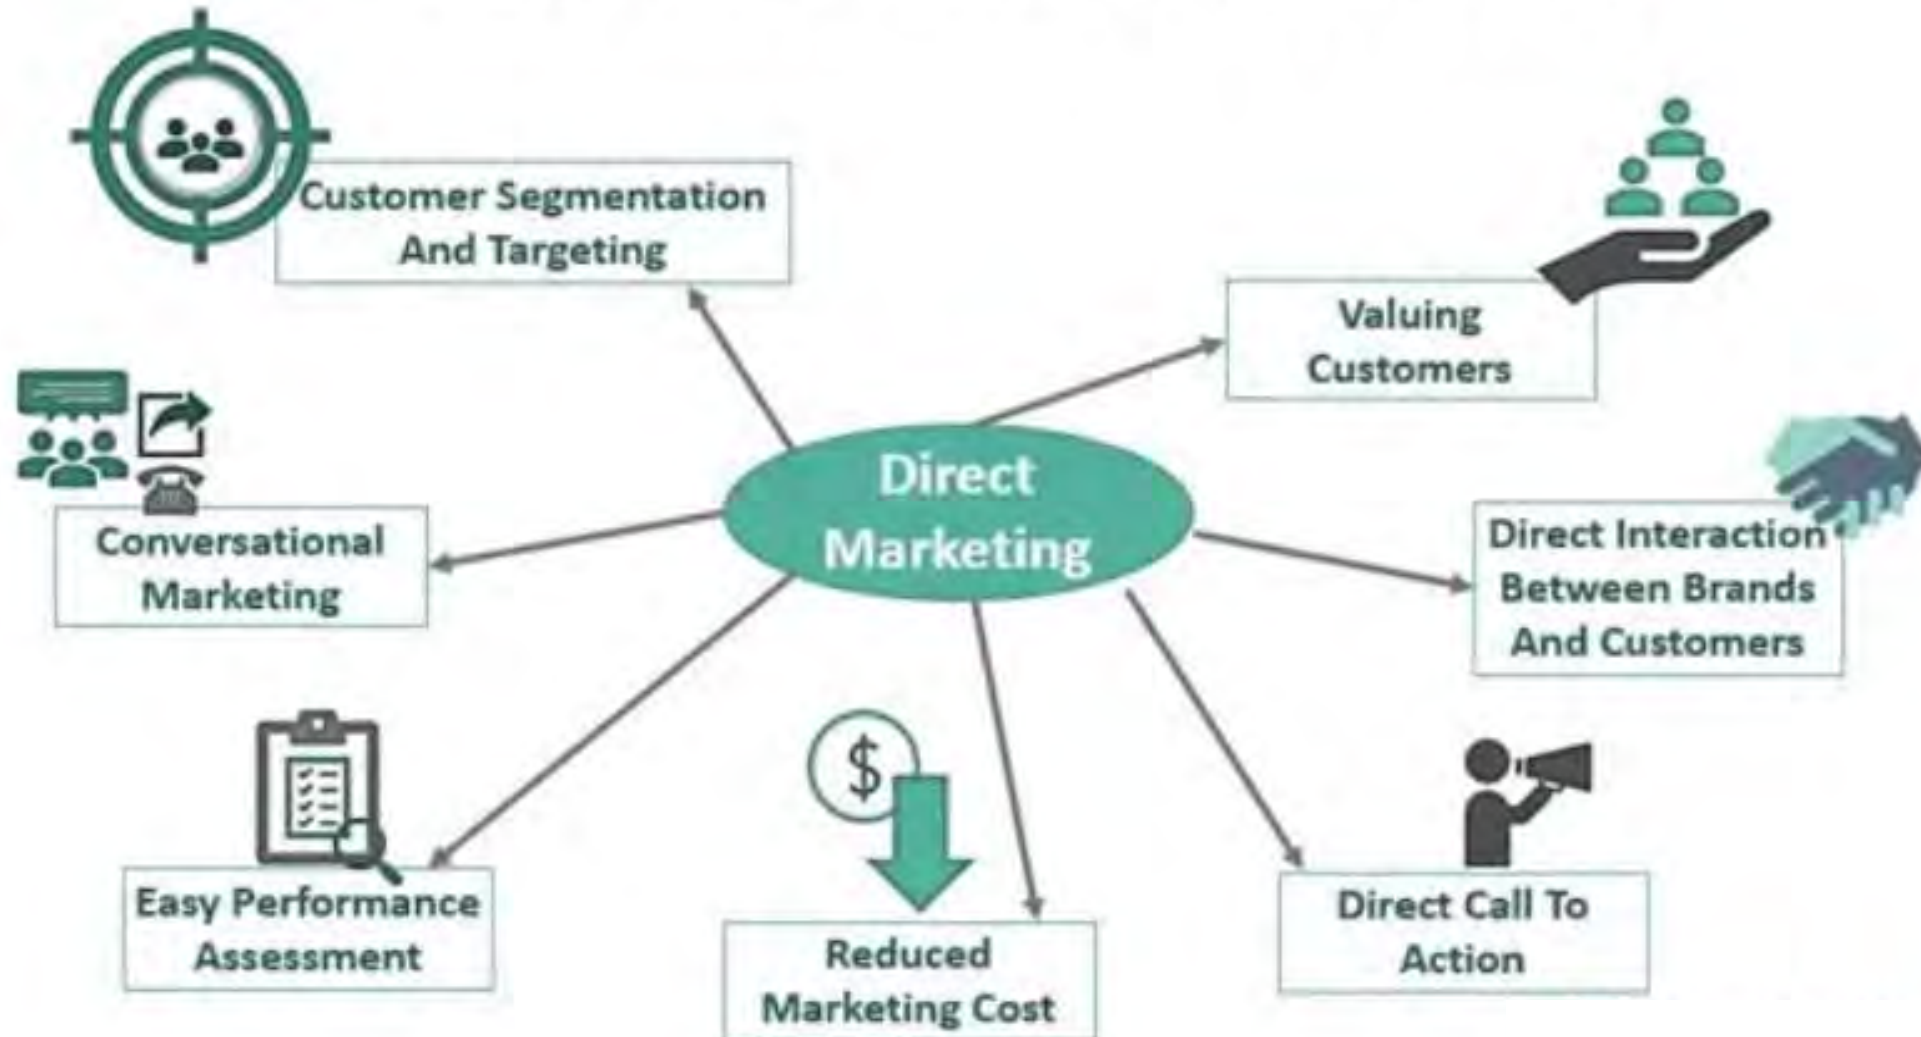 Customer Segmentation
And Targeting
Valuing
Customers
Conversational
Marketing
Direct
Marketing
Direct Interaction
Between Brands
And Customers
Easy Performance
Assessment
$
Reduced
Marketing Cost
Direct Call To
Action